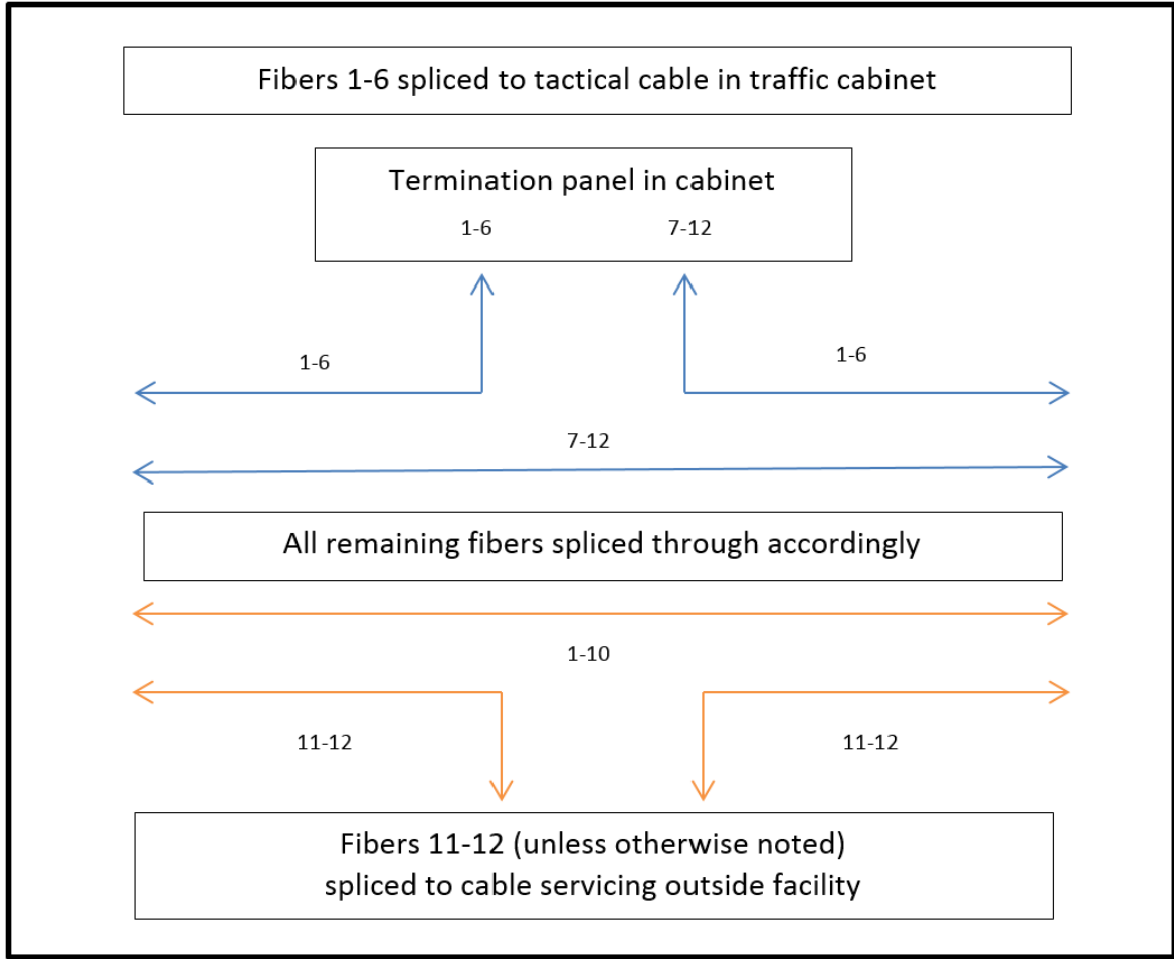 Fibers 1-6 spliced to tactical cable in traffic cabinet
Termination panel in cabinet
1-6 7-12
1-6 1-6
7-12
All remaining fibers spliced through accordingly
1-10
11-12 11-12
Fibers 11-12 (unless otherwise noted)
spliced to cable servicing outside facility